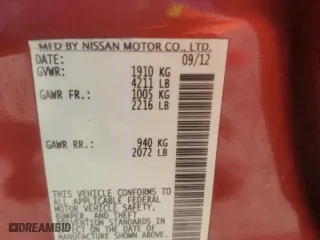 MFD BY NISSAN MOTOR CO., LTD.
DATE: 09/12
GVWR: 1910 KG
4211 LB
GAWR FR.: 1005 KG
2216 LB
GAWR RR.: 940 KG
2072 LB
THIS VEHICLE CONFORMS TO
ALL APPLICABLE FEDERAL
MOTOR VEHICLE SAFETY,
BUMPER, AND THEFT
PREVENTION STANDARDS IN
EFFECT ON THE DATE OF
MANUFACTURE SHOWN ABOVE.
DREAMBID